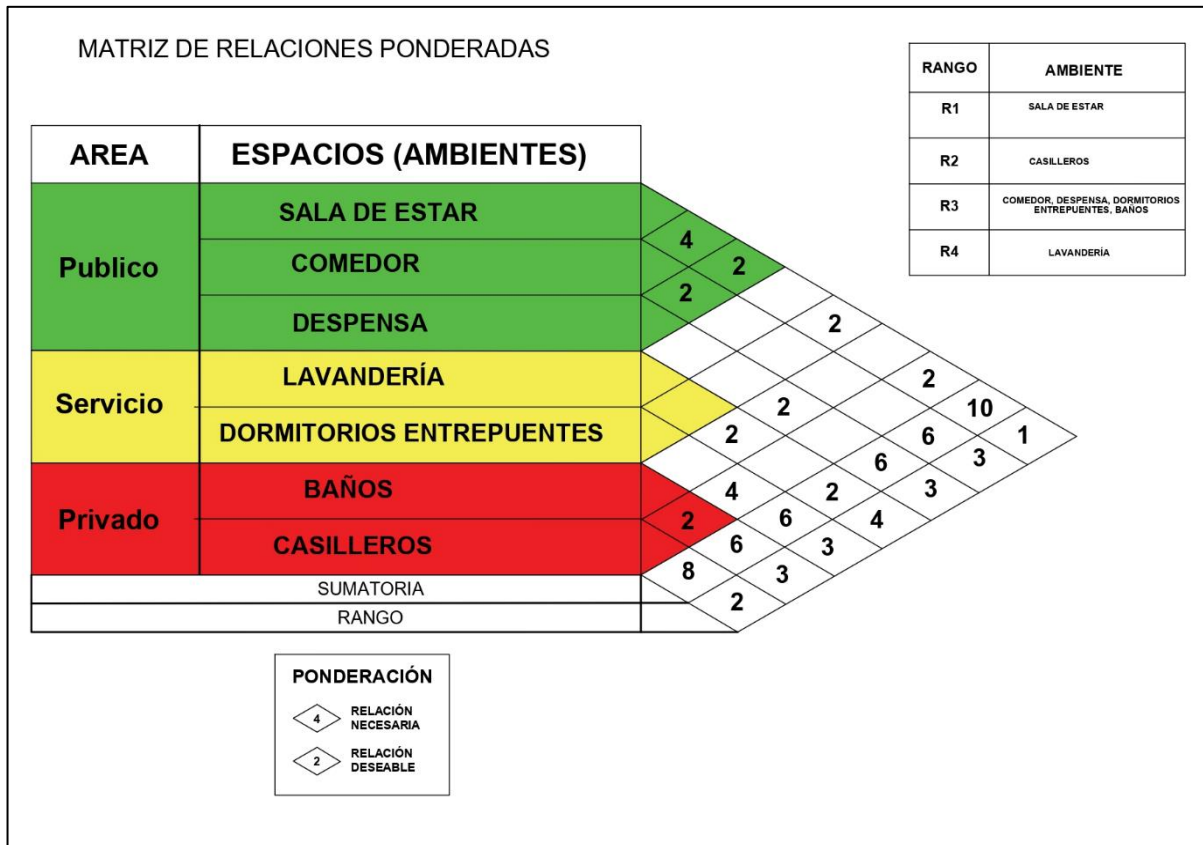 MATRIZ DE RELACIONES PONDERADAS
RANGO AMBIENTE
R1 SALA DE ESTAR
R2 CASILLEROS
R3 COMEDOR, DESPENSA, DORMITORIOS
ENTREPUENTES, BAÑOS
R4 LAVANDERÍA
AREA ESPACIOS (AMBIENTES)
Publico
SALA DE ESTAR
COMEDOR
DESPENSA
Servicio
LAVANDERÍA
DORMITORIOS ENTREPUENTES
Privado
BAÑOS
CASILLEROS
SUMATORIA
RANGO
4
2
2
2
2
2 10
2 6 1
6 3
4 2 3
2 6 4
6 3
8 3
2
PONDERACIÓN
4 RELACIÓN
NECESARIA
2 RELACIÓN
DESEABLE